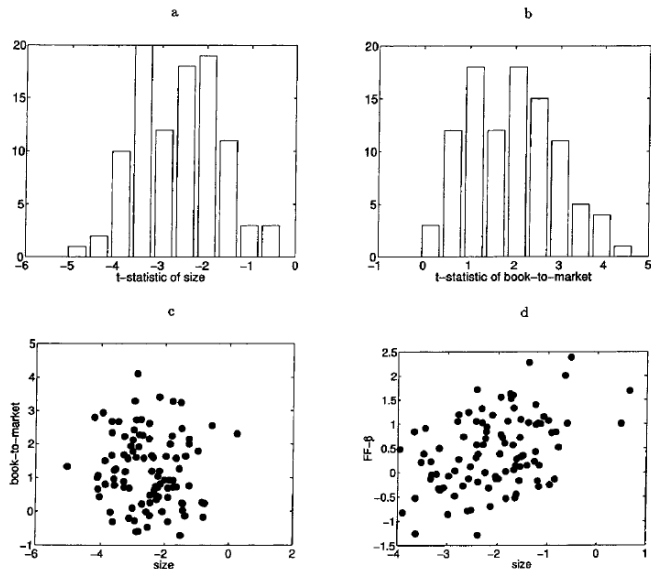 a
b
20
15
10
5
0
-6 -5 -4 -3 -2 -1 0
t-statistic of size
20
15
10
5
0
-1 0 1 2 3 4 5
t-statistic of book-to-market
c
d
5
4
3
2
1
0
-1
-6 -4 -2 0 2
size
book-to-market
2.5
2
1.5
1
0.5
0
-0.5
-1
1.5
-4 -3 -2 -1 0 1
size
FF-β